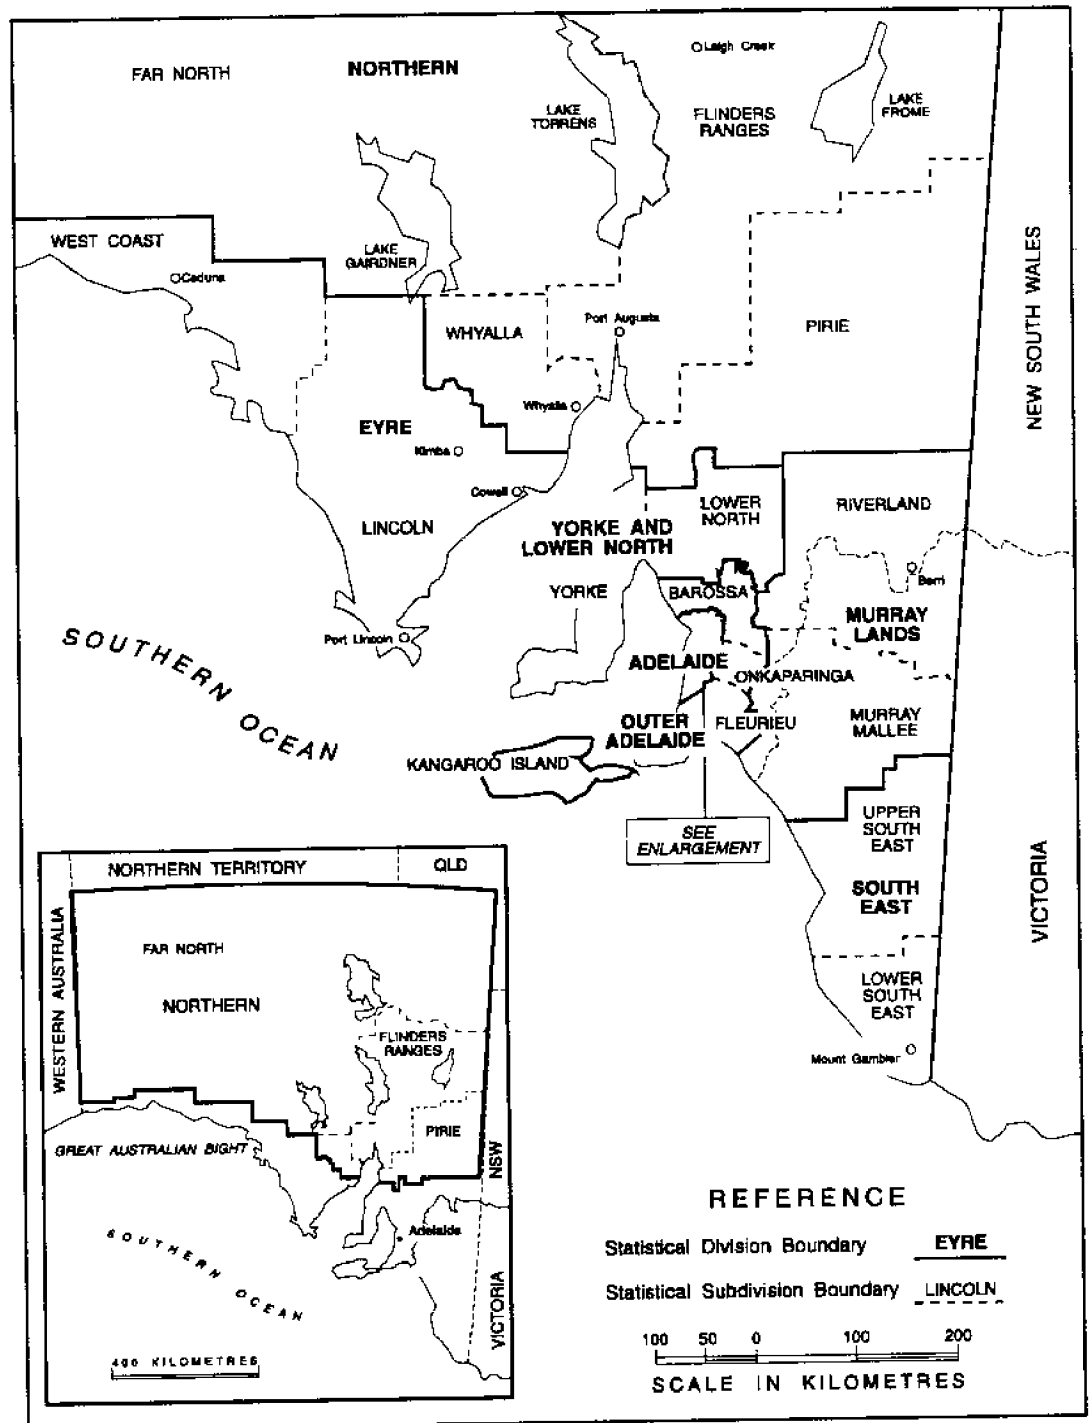 FAR NORTH
NORTHERN
Leigh Creek
LAKE
TORRENS
FLINDERS
RANGES
LAKE
FROME
WEST COAST
Ceduna
LAKE
GAIRDNER
NEW SOUTH WALES
WHYALLA
Port Augusta
PIRIE
Whyalla
EYRE
Kimba
Cowell
LINCOLN
LOWER
NORTH
RIVERLAND
YORKE AND
LOWER NORTH
YORKE
BAROSSA
Berri
MURRAY
LANDS
Port Lincoln
SOUTHERN OCEAN
ADELAIDE
ONKAPARINGA
OUTER
ADELAIDE
FLEURIEU
MURRAY
MALLEE
KANGAROO ISLAND
SEE
ENLARGEMENT
UPPER
SOUTH
EAST
SOUTH
EAST
VICTORIA
LOWER
SOUTH
EAST
Mount Gambier
NORTHERN TERRITORY
QLD
WESTERN AUSTRALIA
FAR NORTH
NORTHERN
FLINDERS
RANGES
PIRIE
GREAT AUSTRALIAN BIGHT
NSW
Adelaide
SOUTHERN OCEAN
VICTORIA
400 KILOMETRES
REFERENCE
Statistical Division Boundary EYRE
Statistical Subdivision Boundary LINCOLN
100 50 0 100 200
SCALE IN KILOMETRES